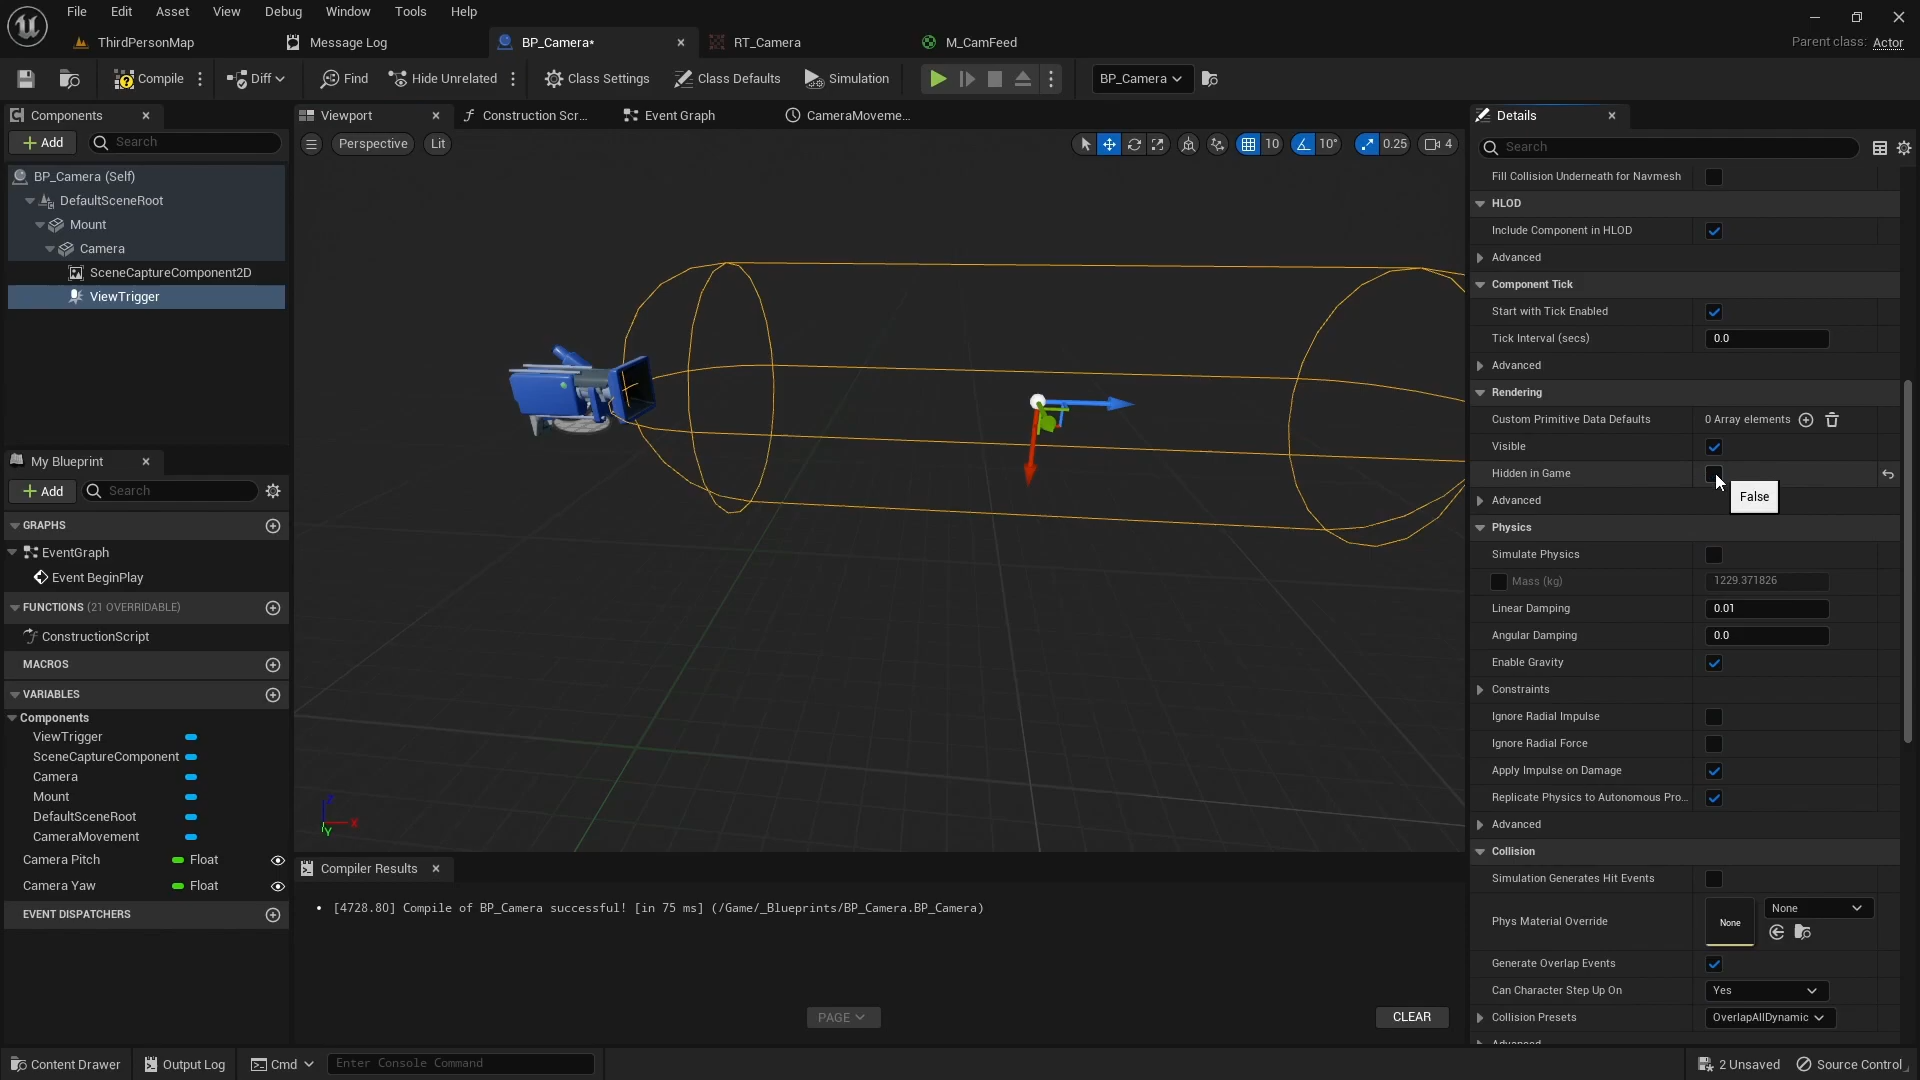 File Edit Asset View Debug Window Tools Help
ThirdPersonMap Message Log BP_Camera* RT_Camera M_CamFeed
Parent class: Actor
Compile Diff Find Hide Unrelated Class Settings Class Defaults Simulation BP_Camera
Components
Add Search
BP_Camera (Self)
DefaultSceneRoot
Mount
Camera
SceneCaptureComponent2D
ViewTrigger
My Blueprint
Add Search
GRAPHS
EventGraph
Event BeginPlay
FUNCTIONS (21 OVERRIDABLE)
ConstructionScript
MACROS
VARIABLES
Components
ViewTrigger
SceneCaptureComponent
Camera
Mount
DefaultSceneRoot
CameraMovement
Camera Pitch Float
Camera Yaw Float
EVENT DISPATCHERS
Viewport Construction Scr... Event Graph CameraMoveme...
Perspective Lit 10 10° 0.25 4
Z X Y
Compiler Results
• [4728.80] Compile of BP_Camera successful! [in 75 ms] (/Game/_Blueprints/BP_Camera.BP_Camera)
PAGE CLEAR
Details
Search
Fill Collision Underneath for Navmesh
HLOD
Include Component in HLOD
Advanced
Component Tick
Start with Tick Enabled
Tick Interval (secs) 0.0
Advanced
Rendering
Custom Primitive Data Defaults 0 Array elements
Visible
Hidden in Game
False
Advanced
Physics
Simulate Physics
Mass (kg) 1229.371826
Linear Damping 0.01
Angular Damping 0.0
Enable Gravity
Constraints
Ignore Radial Impulse
Ignore Radial Force
Apply Impulse on Damage
Replicate Physics to Autonomous Pro...
Advanced
Collision
Simulation Generates Hit Events
Phys Material Override None None
Generate Overlap Events
Can Character Step Up On Yes
Collision Presets OverlapAllDynamic
Content Drawer Output Log Cmd Enter Console Command 2 Unsaved Source Control